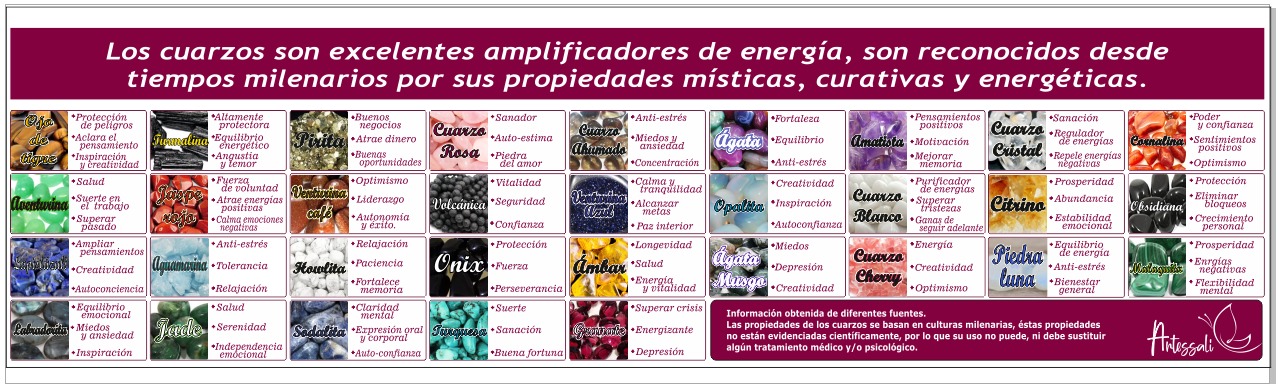 Los cuarzos son excelentes amplificadores de energía, son reconocidos desde
tiempos milenarios por sus propiedades místicas, curativas y energéticas.
Ojo
de
tigre
•Protección
de peligros
•Aclara el
pensamiento
•Inspiración
y creatividad
Turmalina
•Altamente
protectora
•Equilibrio
energético
•Angustia
y temor
Pirita
•Buenos
negocios
•Atrae dinero
•Buenas
oportunidades
Cuarzo
Rosa
•Sanador
•Auto-estima
•Piedra
del amor
Cuarzo
Ahumado
•Anti-estrés
•Miedos y
ansiedad
•Concentración
Ágata
•Fortaleza
•Equilibrio
•Anti-estrés
Amatista
•Pensamientos
positivos
•Motivación
•Mejorar
memoria
Cuarzo
Cristal
•Sanación
•Regulador
de energías
•Repele energías
negativas
Cornalina
•Poder
y confianza
•Sentimientos
positivos
•Optimismo
Aventurina
•Salud
•Suerte en
el trabajo
•Superar
pasado
Jaspe
rojo
•Fuerza
de voluntad
•Atrae energías
positivas
•Calma emociones
negativas
Venturina
café
•Optimismo
•Liderazgo
•Autonomía
y éxito.
Volcánica
•Vitalidad
•Seguridad
•Confianza
Venturina
Azul
•Calma y
tranquilidad
•Alcanzar
metas
•Paz interior
Opalita
•Creatividad
•Inspiración
•Autoconfianza
Cuarzo
Blanco
•Purificador
de energías
•Superar
tristezas
•Ganas de
seguir adelante
Citrino
•Prosperidad
•Abundancia
•Estabilidad
emocional
Obsidiana
•Protección
•Eliminar
bloqueos
•Crecimiento
personal
•Ampliar
pensamientos
•Creatividad
•Autoconciencia
Aguamarina
•Anti-estrés
•Tolerancia
•Relajación
Howlita
•Relajación
•Paciencia
•Fortalece
memoria
Onix
•Protección
•Fuerza
•Perseverancia
Ámbar
•Longevidad
•Salud
•Energía
y vitalidad
Ágata
Musgo
•Miedos
•Depresión
•Creatividad
Cuarzo
Cherry
•Energía
•Creatividad
•Optimismo
Piedra
luna
•Equilibrio
de energía
•Anti-estrés
•Bienestar
general
Malaquita
•Prosperidad
•Enrgías
negativas
•Flexibilidad
mental
Labradorita
•Equilibrio
emocional
•Miedos
y ansiedad
•Inspiración
Jade
•Salud
•Serenidad
•Independencia
emocional
Sodalita
•Claridad
mental
•Expresión oral
y corporal
•Auto-confianza
Turquesa
•Suerte
•Sanación
•Buena fortuna
Granate
•Superar crisis
•Energizante
•Depresión
Información obtenida de diferentes fuentes.
Las propiedades de los cuarzos se basan en culturas milenarias, éstas propiedades
no están evidenciadas científicamente, por lo que su uso no puede, ni debe sustituir
algún tratamiento médico y/o psicológico.
Antessali